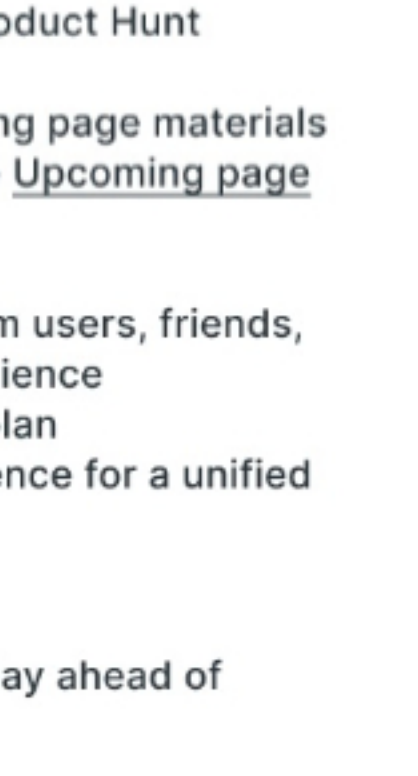 oduct Hunt
ng page materials
Upcoming page
m users, friends,
ience
lan
ence for a unified
ay ahead of